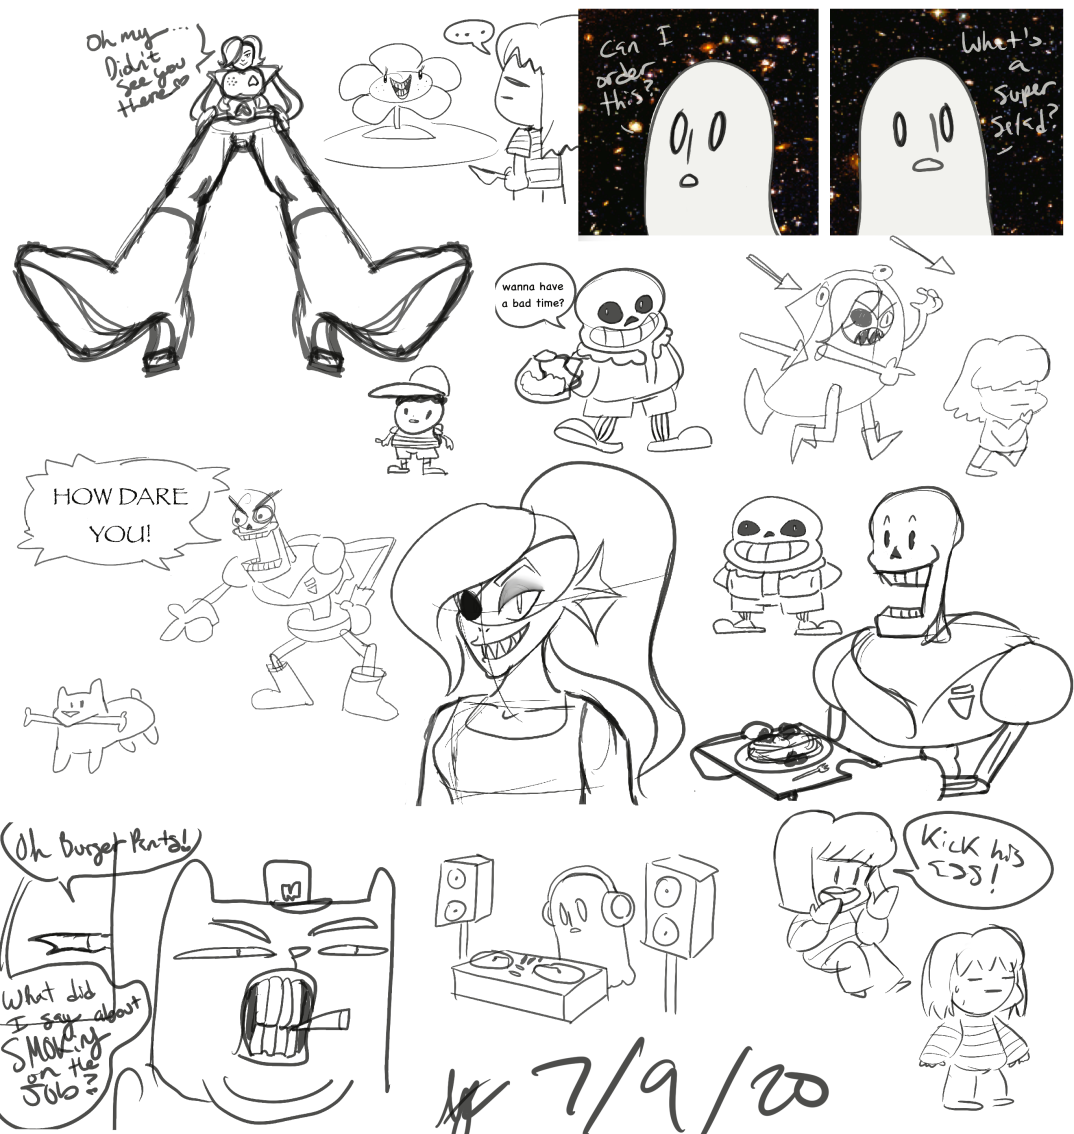 Oh my...
Didn't
see you
there
...
Can I
order
this?
What's
a
super
Salad?
wanna have
a bad time?
HOW DARE
YOU!
Oh Burger Pants!
What did
I say about
SMOKing
on the
JOB?
M
Kick his
ESS!
7/9/20